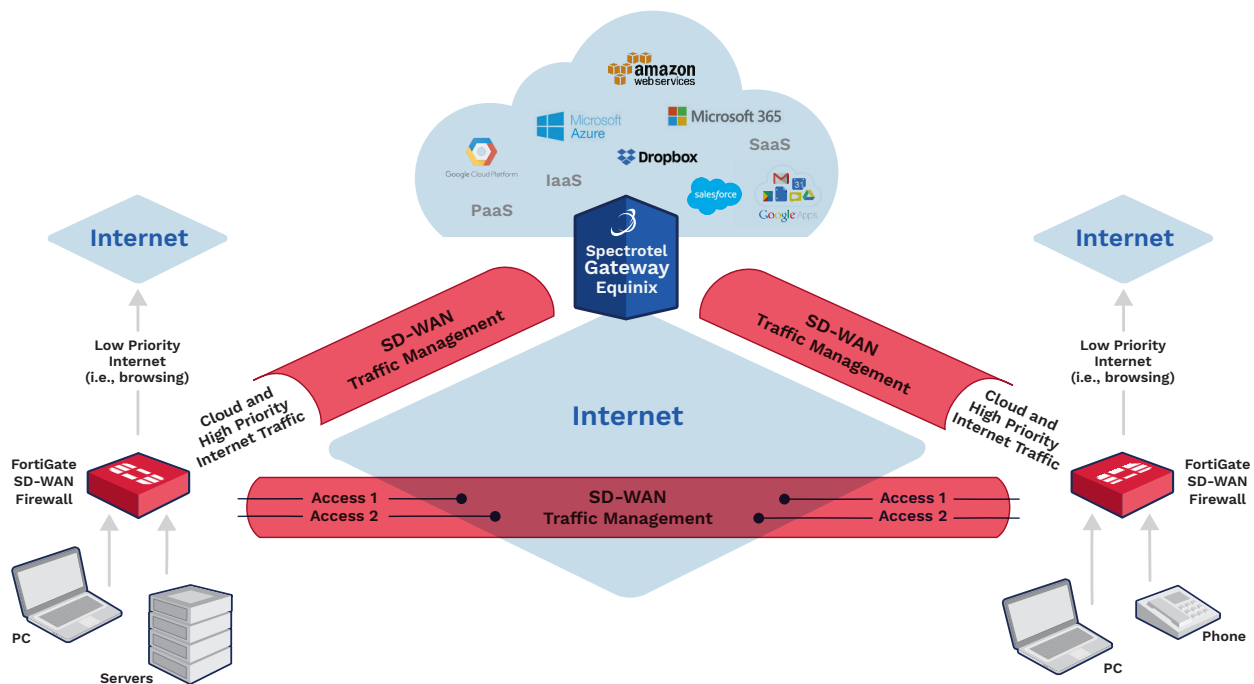 amazon
webservices
Microsoft
Azure
Microsoft 365
SaaS
Dropbox
Google Cloud Platform
IaaS
salesforce
31
Google Apps
PaaS
Spectrotel
Gateway
Equinix
Internet
Internet
SD-WAN
Traffic Management
SD-WAN
Traffic Management
Low Priority
Internet
(i.e., browsing)
Low Priority
Internet
(i.e., browsing)
Cloud and
High Priority
Internet Traffic
Internet
Cloud and
High Priority
Internet Traffic
FortiGate
SD-WAN
Firewall
FortiGate
SD-WAN
Firewall
Access 1
Access 2
SD-WAN
Traffic Management
Access 1
Access 2
PC
Servers
PC
Phone